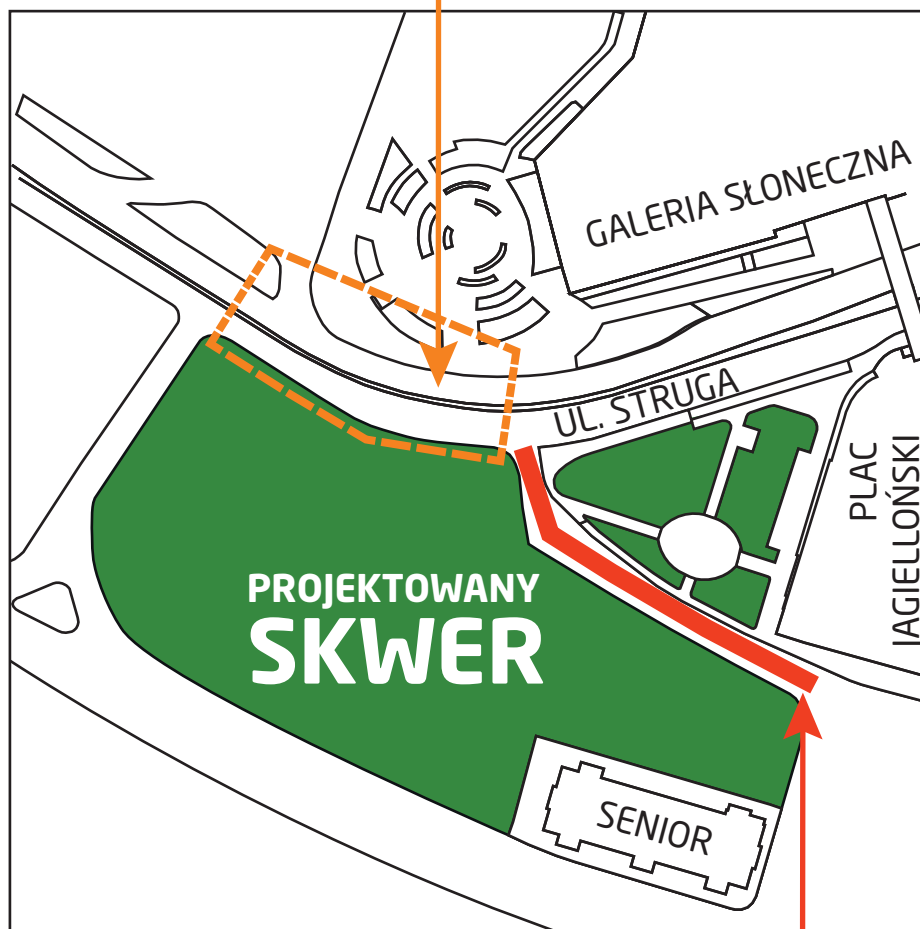 GALERIA SŁONECZNA
UL. STRUGA
PLAC
JAGIELLOŃSKI
PROJEKTOWANY
SKWER
SENIOR